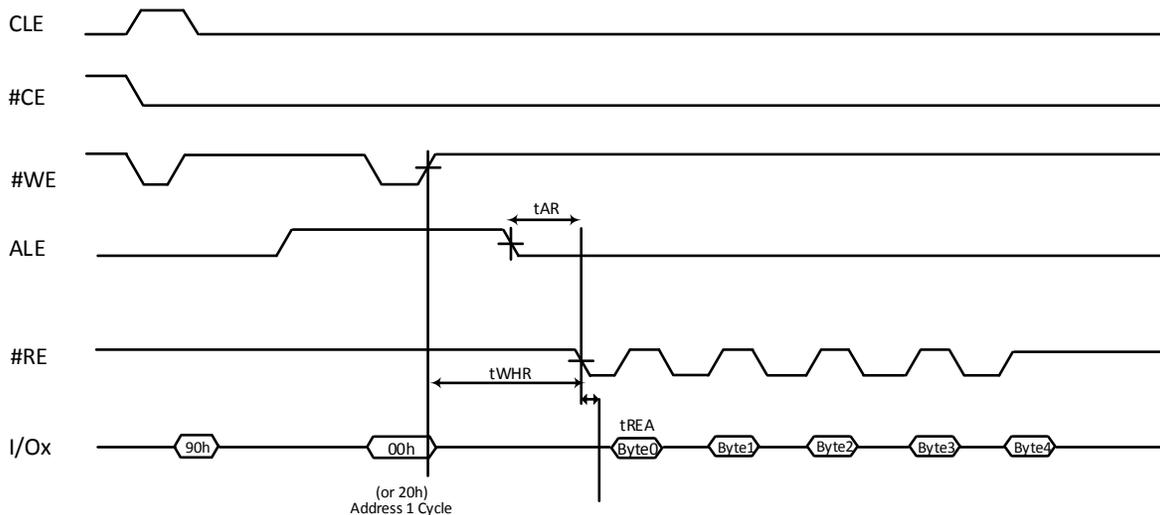 CLE
#CE
#WE
ALE
tAR
#RE
tWHR
tREA
I/Ox
90h
00h
Byte0
Byte1
Byte2
Byte3
Byte4
(or 20h)
Address 1 Cycle